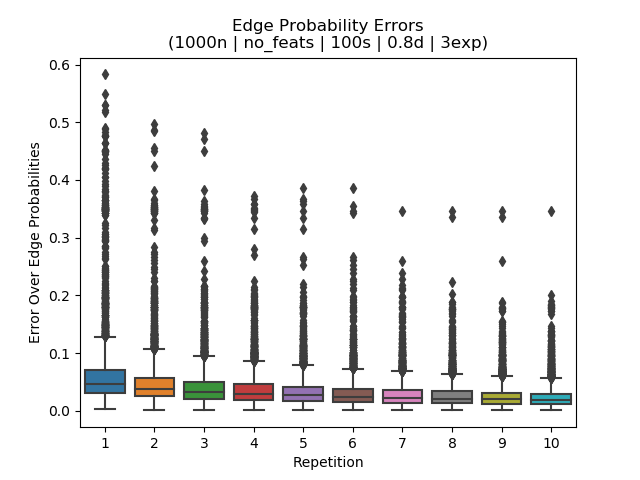 Edge Probability Errors
(1000n | no_feats | 100s | 0.8d | 3exp)
Error Over Edge Probabilities
0.6
0.5
0.4
0.3
0.2
0.1
0.0
1 2 3 4 5 6 7 8 9 10
Repetition